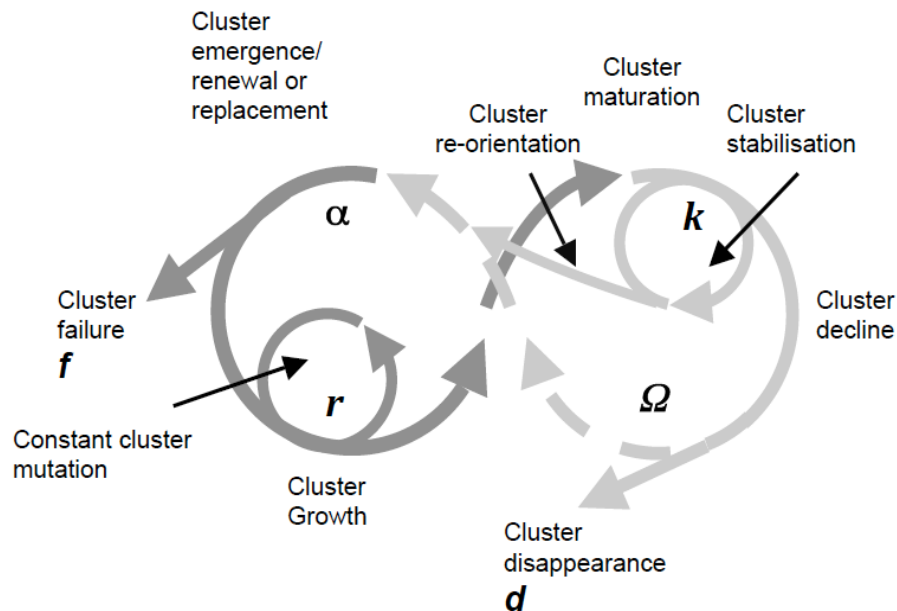 Cluster
emergence/
renewal or
replacement
Cluster
maturation
Cluster
re-orientation
Cluster
stabilisation
α
k
Cluster
failure
f
Cluster
decline
r
Ω
Constant cluster
mutation
Cluster
Growth
Cluster
disappearance
d